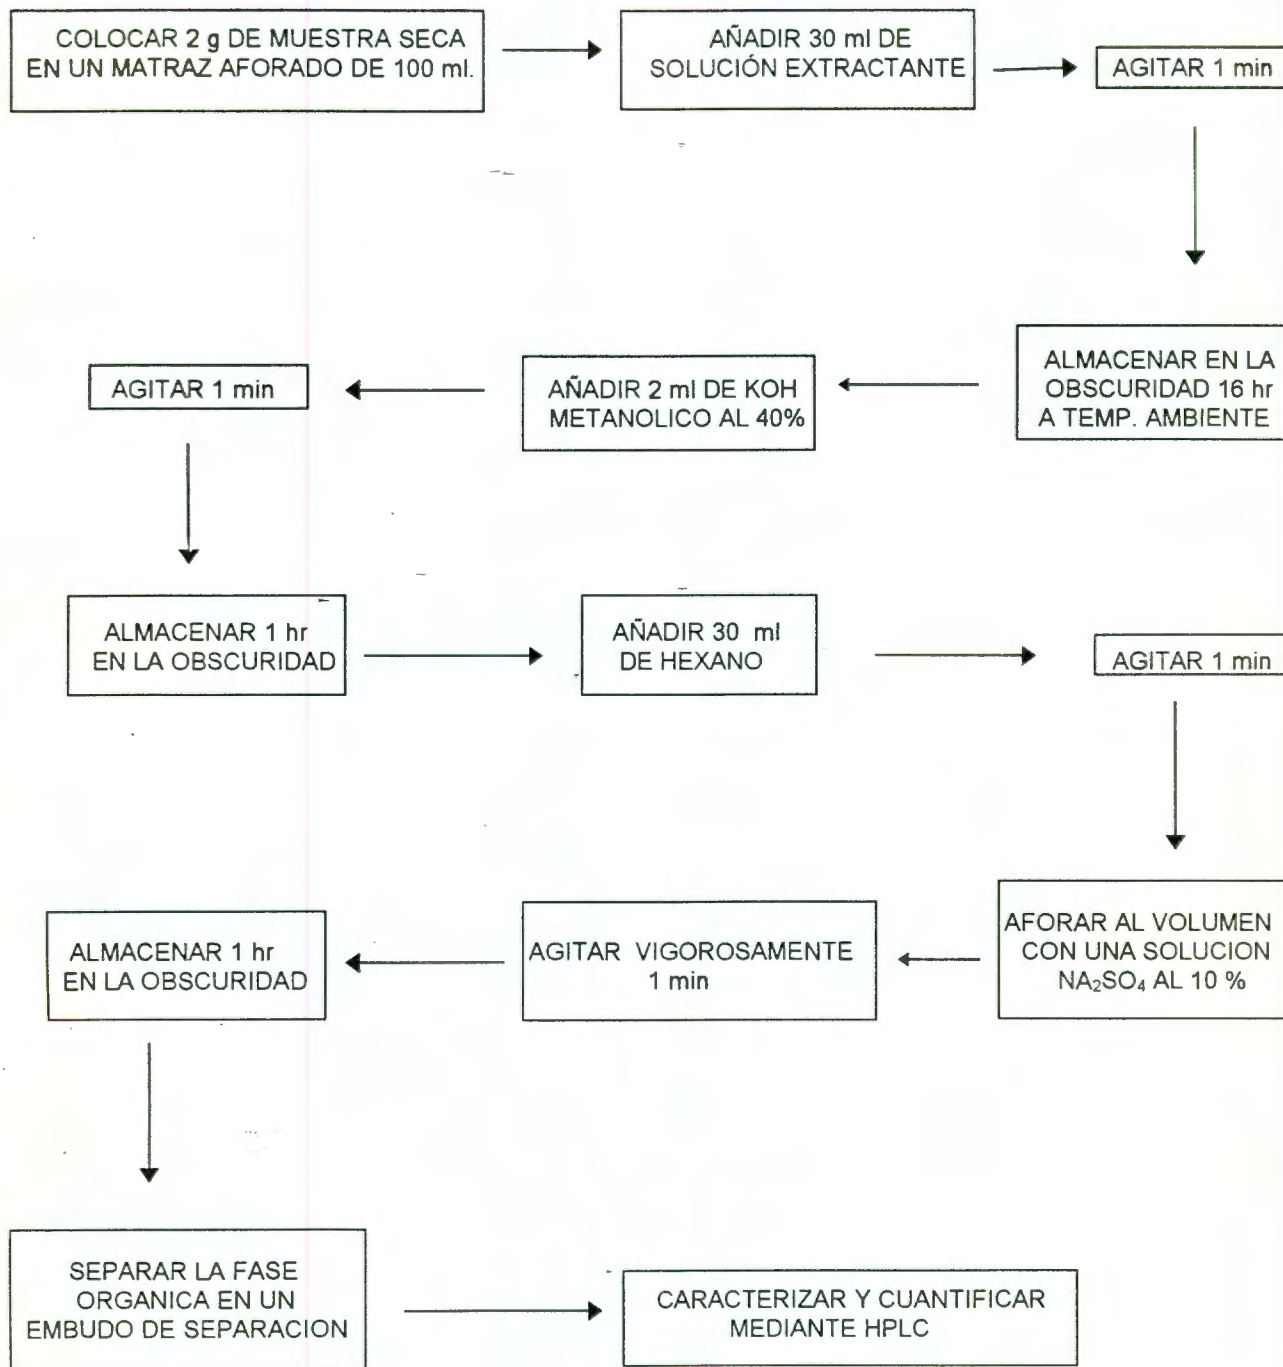 COLOCAR 2 g DE MUESTRA SECA
EN UN MATRAZ AFORADO DE 100 ml.
AÑADIR 30 ml DE
SOLUCIÓN EXTRACTANTE
AGITAR 1 min
ALMACENAR EN LA
OBSCURIDAD 16 hr
A TEMP. AMBIENTE
AÑADIR 2 ml DE KOH
METANOLICO AL 40%
AGITAR 1 min
ALMACENAR 1 hr
EN LA OBSCURIDAD
AÑADIR 30 ml
DE HEXANO
AGITAR 1 min
AFORAR AL VOLUMEN
CON UNA SOLUCION
NA₂SO₄ AL 10 %
AGITAR VIGOROSAMENTE
1 min
ALMACENAR 1 hr
EN LA OBSCURIDAD
SEPARAR LA FASE
ORGANICA EN UN
EMBUDO DE SEPARACION
CARACTERIZAR Y CUANTIFICAR
MEDIANTE HPLC